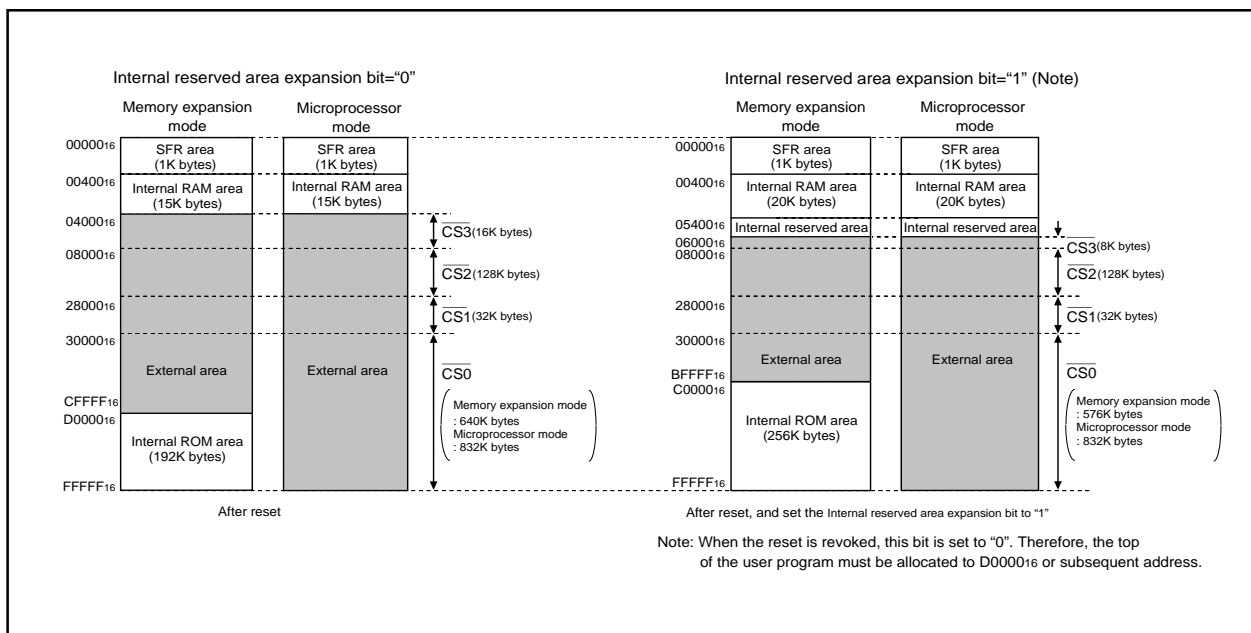 Internal reserved area expansion bit=“0”
Memory expansion mode
Microprocessor mode
0000016
SFR area
(1K bytes)
SFR area
(1K bytes)
0040016
Internal RAM area
(15K bytes)
Internal RAM area
(15K bytes)
0400016
CS3 (16K bytes)
0800016
CS2 (128K bytes)
2800016
CS1 (32K bytes)
3000016
External area
External area
CS0
Memory expansion mode
: 640K bytes
Microprocessor mode
: 832K bytes
CFFFF16
D000016
Internal ROM area
(192K bytes)
FFFFF16
After reset
Internal reserved area expansion bit=“1” (Note)
Memory expansion
mode
Microprocessor
mode
0000016
SFR area
(1K bytes)
SFR area
(1K bytes)
0040016
Internal RAM area
(20K bytes)
Internal RAM area
(20K bytes)
0540016
Internal reserved area
Internal reserved area
0600016
CS3 (8K bytes)
0800016
CS2 (128K bytes)
2800016
CS1 (32K bytes)
3000016
External area
External area
CS0
Memory expansion mode
: 576K bytes
Microprocessor mode
: 832K bytes
BFFFF16
C000016
Internal ROM area
(256K bytes)
FFFFF16
After reset, and set the Internal reserved area expansion bit to “1”
Note: When the reset is revoked, this bit is set to “0”. Therefore, the top
of the user program must be allocated to D000016 or subsequent address.